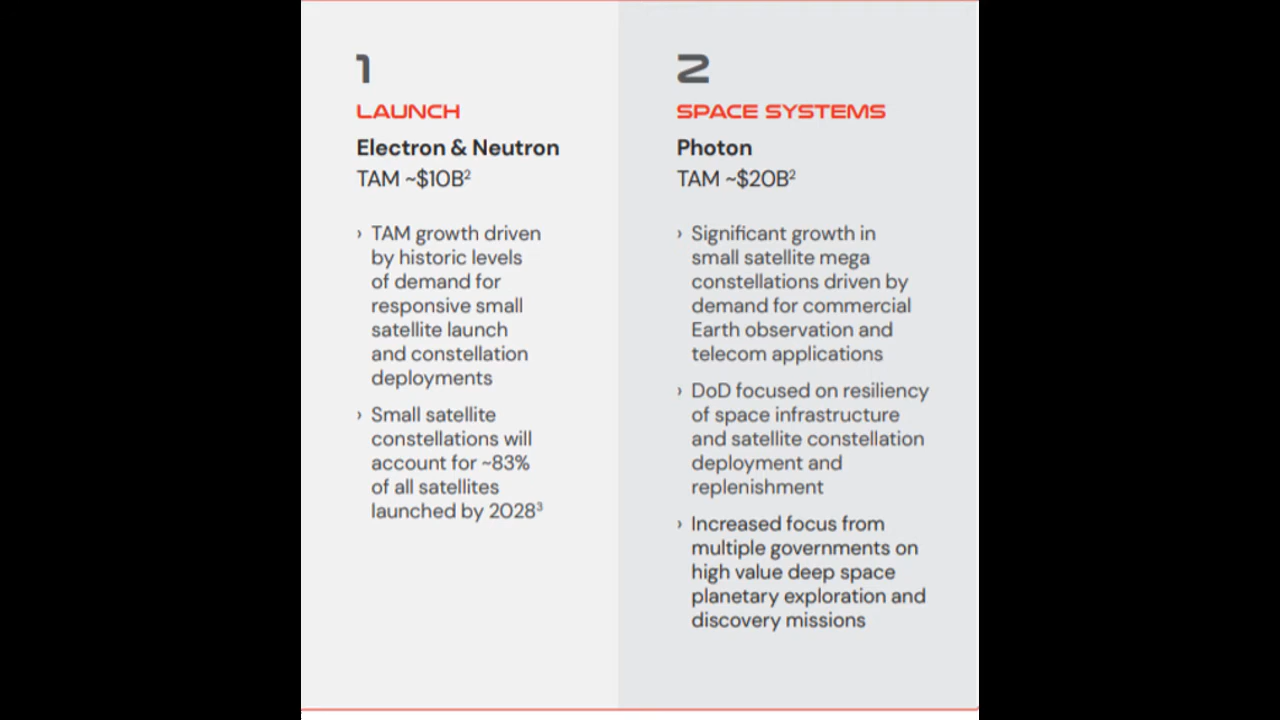 1
LAUNCH
Electron & Neutron
TAM ~$10B²
› TAM growth driven
by historic levels
of demand for
responsive small
satellite launch
and constellation
deployments
› Small satellite
constellations will
account for ~83%
of all satellites
launched by 2028³
2
SPACE SYSTEMS
Photon
TAM ~$20B²
› Significant growth in
small satellite mega
constellations driven by
demand for commercial
Earth observation and
telecom applications
› DoD focused on resiliency
of space infrastructure
and satellite constellation
deployment and
replenishment
› Increased focus from
multiple governments on
high value deep space
planetary exploration and
discovery missions